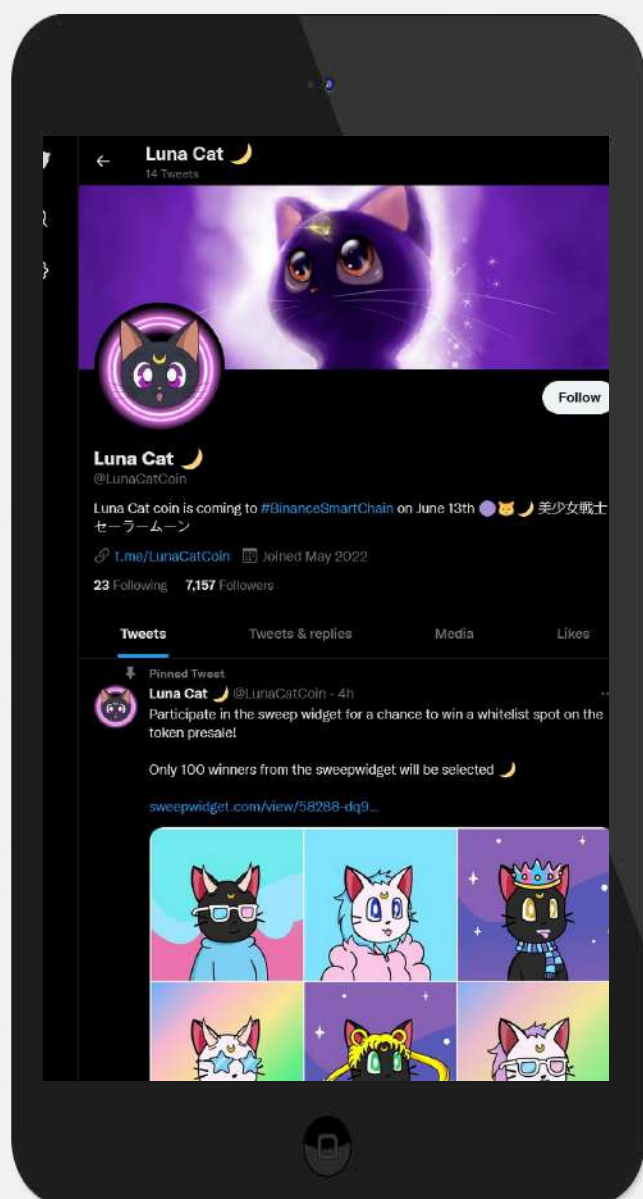 Luna Cat 🌙
14 Tweets
Follow
Luna Cat 🌙
@LunaCatCoin
Luna Cat coin is coming to #BinanceSmartChain on June 13th 🟣🐱🌙 美少女戦士
セーラームーン
t.me/LunaCatCoin Joined May 2022
23 Following 7,157 Followers
Tweets Tweets & replies Media Likes
Pinned Tweet
Luna Cat 🌙 @LunaCatCoin · 4h
Participate in the sweep widget for a chance to win a whitelist spot on the
token presale!
Only 100 winners from the sweepwidget will be selected 🌙
sweepwidget.com/view/58288-dq9...